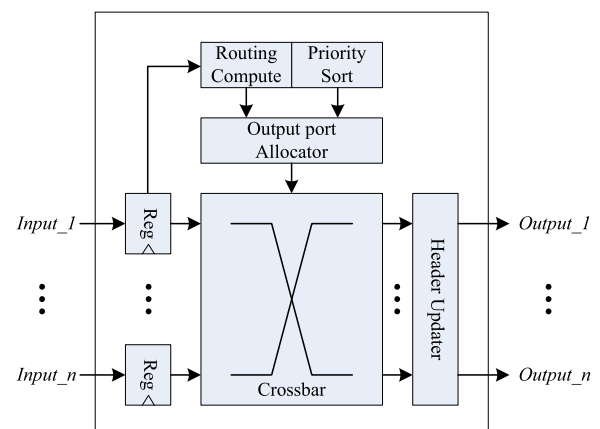 Routing
Compute
Priority
Sort
Output port
Allocator
Input_1
Reg
Header Updater
Output_1
Input_n
Reg
Crossbar
Output_n